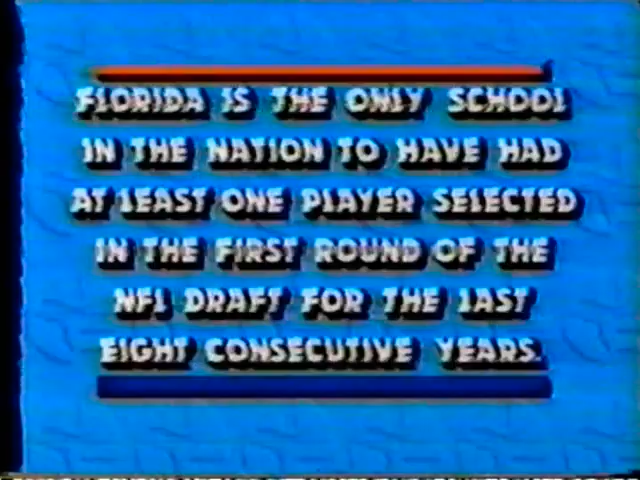 FLORIDA IS THE ONLY SCHOOL
IN THE NATION TO HAVE HAD
AT LEAST ONE PLAYER SELECTED
IN THE FIRST ROUND OF THE
NFL DRAFT FOR THE LAST
EIGHT CONSECUTIVE YEARS.